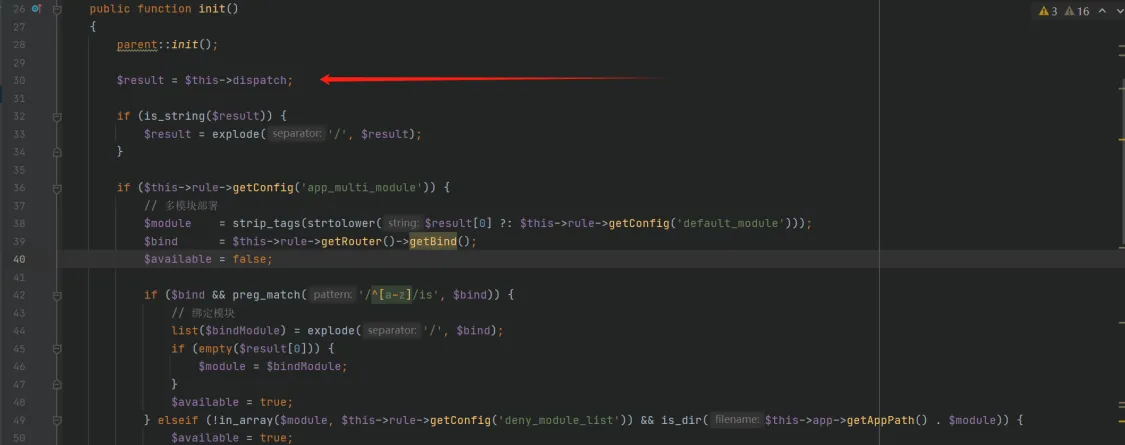 26 public function init()
27 {
28 parent::init();
29
30 $result = $this->dispatch;
31
32 if (is_string($result)) {
33 $result = explode( separator: '/', $result);
34 }
35
36 if ($this->rule->getConfig('app_multi_module')) {
37 // 多模块部署
38 $module    = strip_tags(strtolower( string: $result[0] ?: $this->rule->getConfig('default_module')));
39 $bind      = $this->rule->getRouter()->getBind();
40 $available = false;
41
42 if ($bind && preg_match( pattern: '/^[a-z]/is', $bind)) {
43 // 绑定模块
44 list($bindModule) = explode( separator: '/', $bind);
45 if (empty($result[0])) {
46 $module = $bindModule;
47 }
48 $available = true;
49 } elseif (!in_array($module, $this->rule->getConfig('deny_module_list')) && is_dir( filename: $this->app->getAppPath() . $module)) {
50 $available = true;
3 16